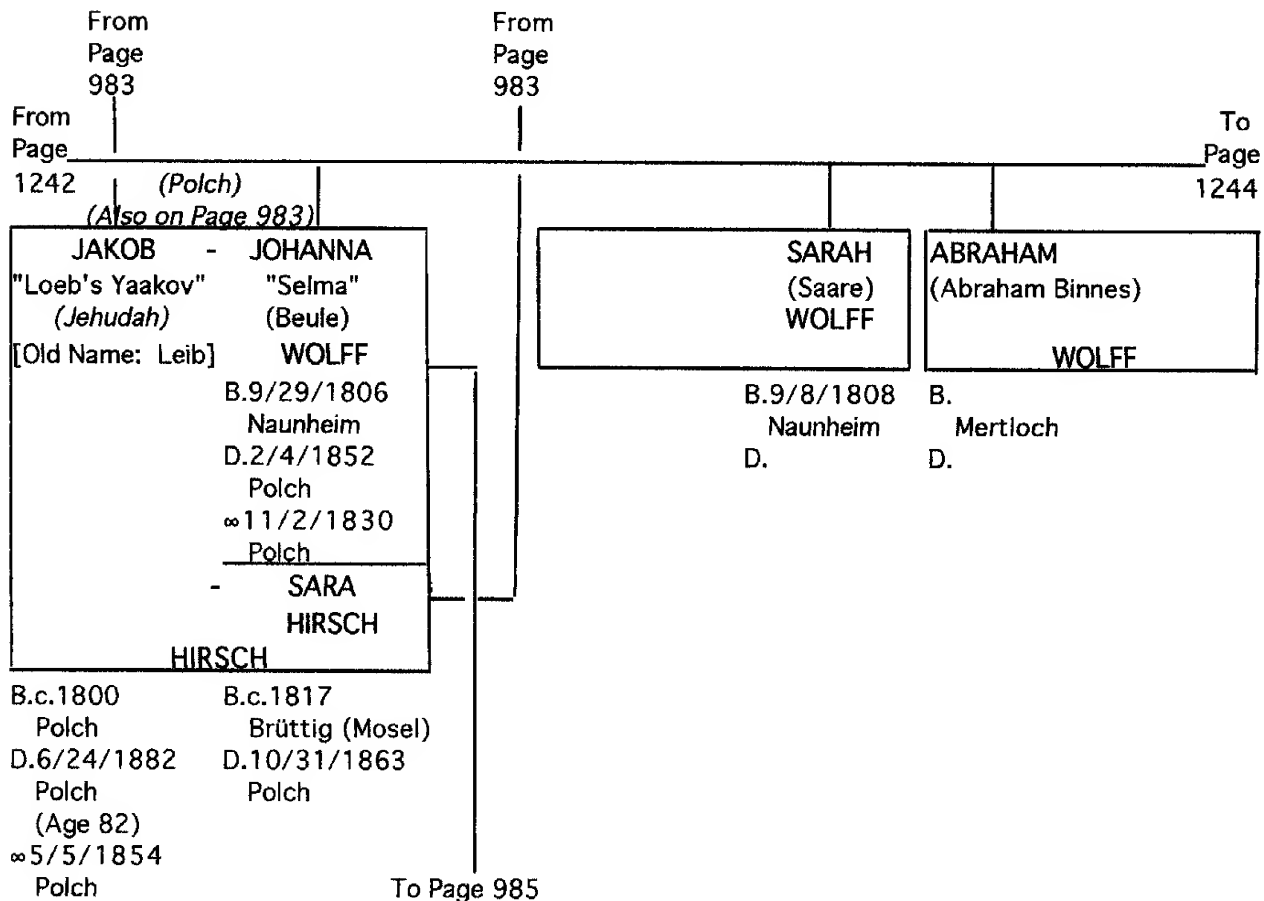 From
Page
983
From
Page
983
From
Page
1242
To
Page
1244
(Polch)
(Also on Page 983)
JAKOB - JOHANNA
"Loeb's Yaakov" "Selma"
(Jehudah) (Beule)
[Old Name: Leib] WOLFF
B.9/29/1806
Naunheim
D.2/4/1852
Polch
∞11/2/1830
Polch
- SARA
HIRSCH
HIRSCH
B.c.1800 B.c.1817
Polch Brüttig (Mosel)
D.6/24/1882 D.10/31/1863
Polch Polch
(Age 82)
∞5/5/1854
Polch
To Page 985
SARAH
(Saare)
WOLFF
B.9/8/1808
Naunheim
D.
ABRAHAM
(Abraham Binnes)
WOLFF
B.
Mertloch
D.